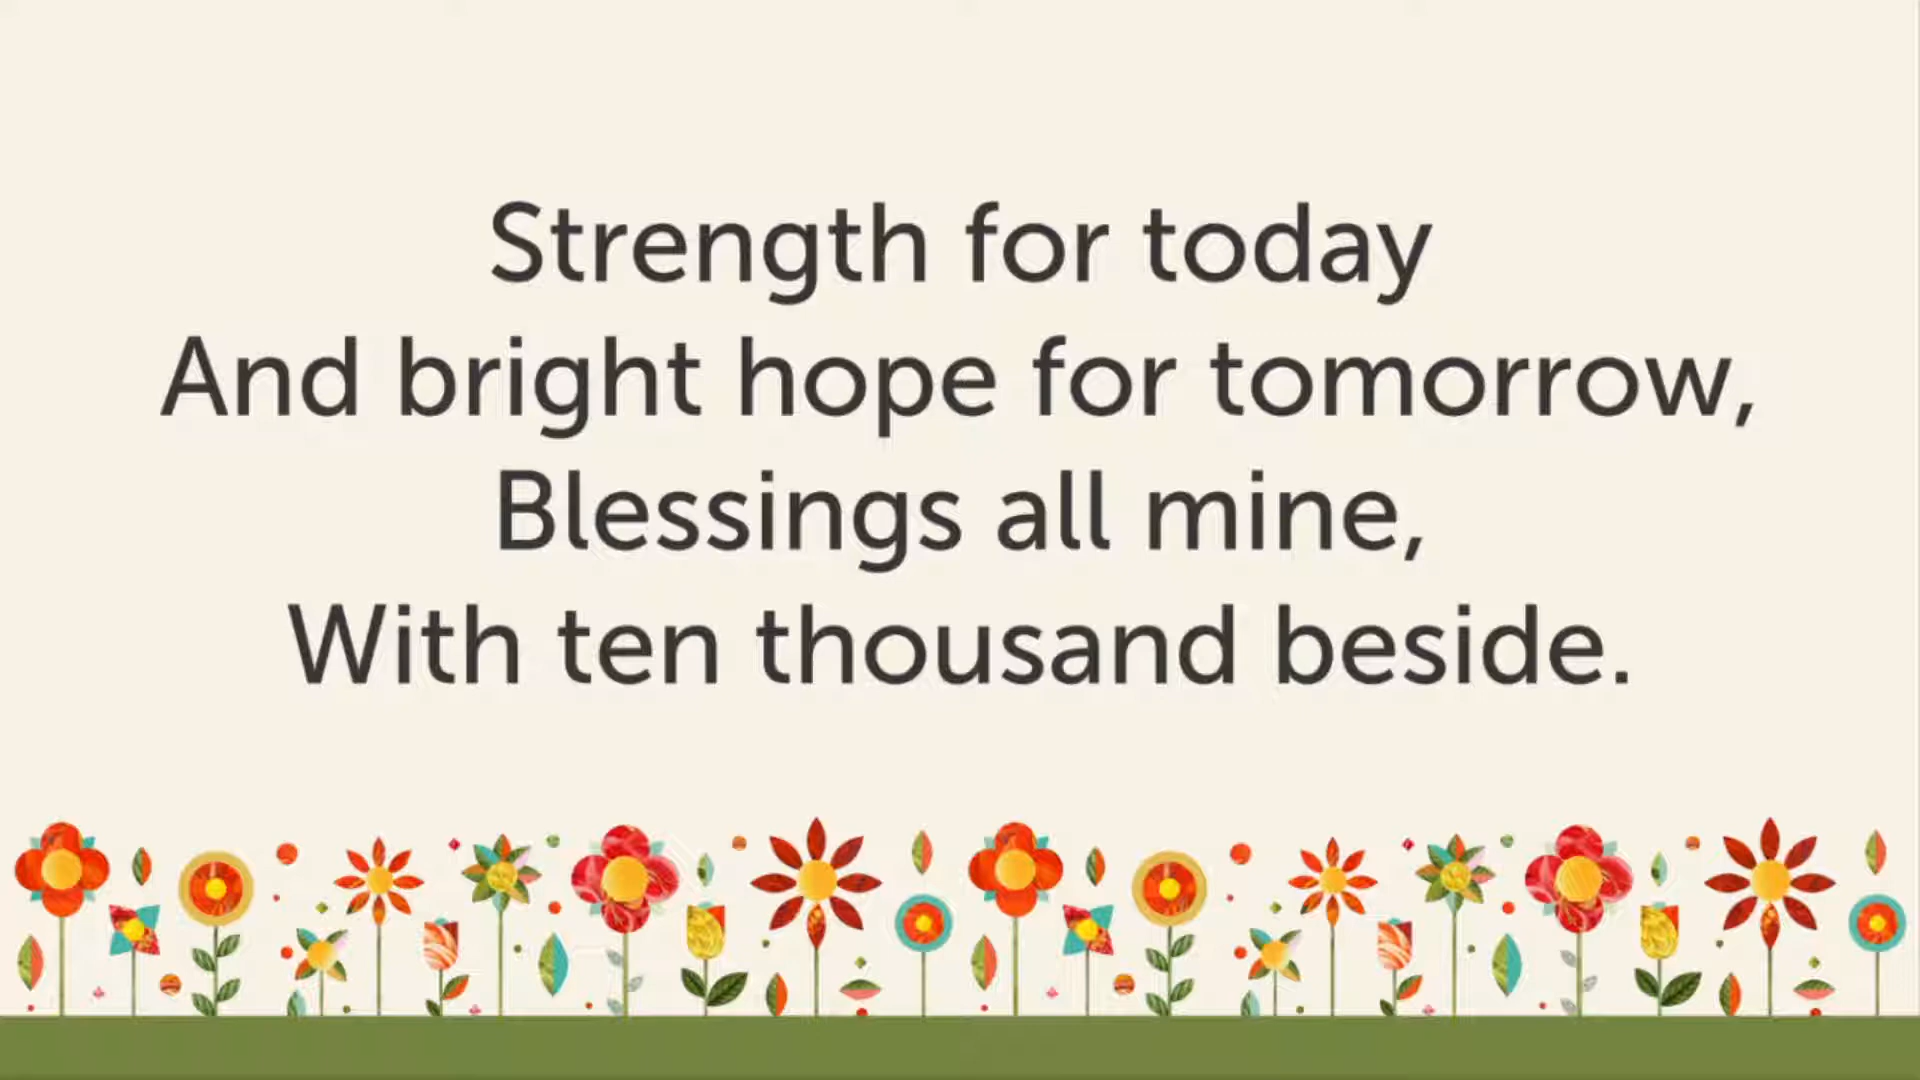 Strength for today
And bright hope for tomorrow,
Blessings all mine,
With ten thousand beside.